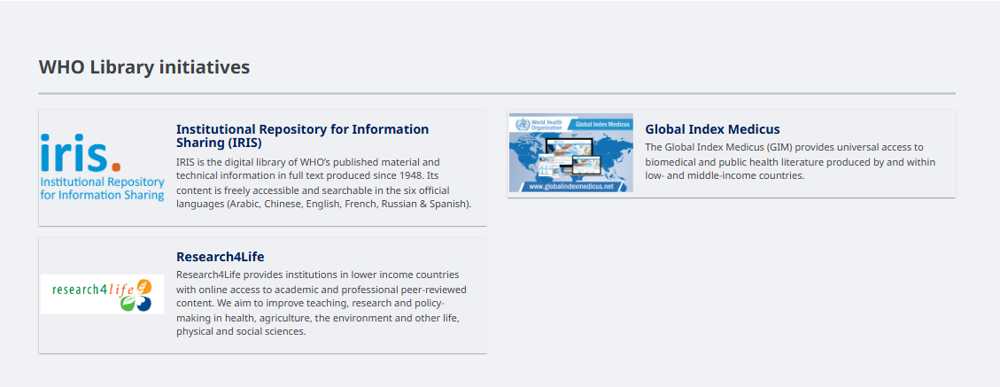 WHO Library initiatives
iris.
Institutional Repository
for Information Sharing
Institutional Repository for Information
Sharing (IRIS)
IRIS is the digital library of WHO's published material and
technical information in full text produced since 1948. Its
content is freely accessible and searchable in the six official
languages (Arabic, Chinese, English, French, Russian & Spanish).
World Health
Organization
Global Index Medicus
www.globalindexmedicus.net
Global Index Medicus
The Global Index Medicus (GIM) provides universal access to
biomedical and public health literature produced by and within
low- and middle-income countries.
research4life
Research4Life
Research4Life provides institutions in lower income countries
with online access to academic and professional peer-reviewed
content. We aim to improve teaching, research and policy-
making in health, agriculture, the environment and other life,
physical and social sciences.